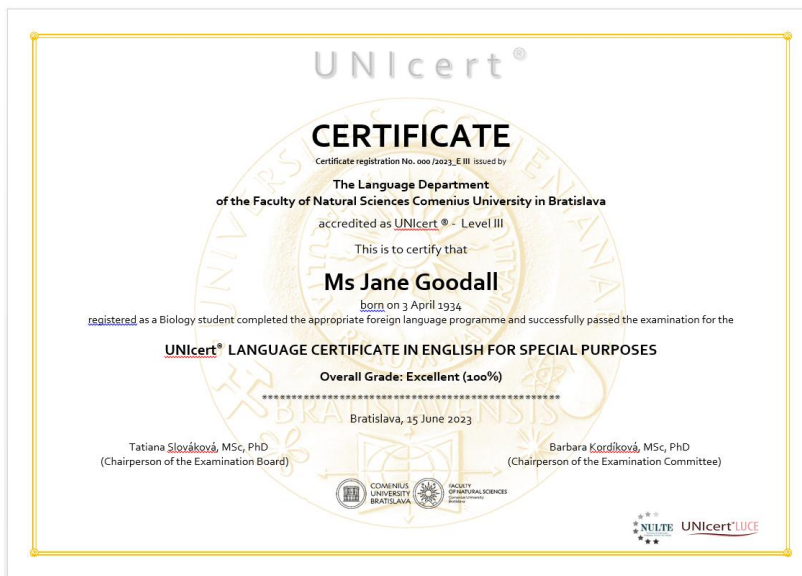 UNIcert®
CERTIFICATE
Certificate registration No. 000 /2023_E III issued by
The Language Department
of the Faculty of Natural Sciences Comenius University in Bratislava
accredited as UNIcert ® - Level III
This is to certify that
Ms Jane Goodall
born on 3 April 1934
registered as a Biology student completed the appropriate foreign language programme and successfully passed the examination for the
UNIcert® LANGUAGE CERTIFICATE IN ENGLISH FOR SPECIAL PURPOSES
Overall Grade: Excellent (100%)
****************************************************
Bratislava, 15 June 2023
Tatiana Slováková, MSc, PhD
(Chairperson of the Examination Board)
Barbara Kordíková, MSc, PhD
(Chairperson of the Examination Committee)
COMENIUS
UNIVERSITY
BRATISLAVA
FACULTY
OF NATURAL SCIENCES
Comenius University
Bratislava
NULTE
UNIcert®LUCE